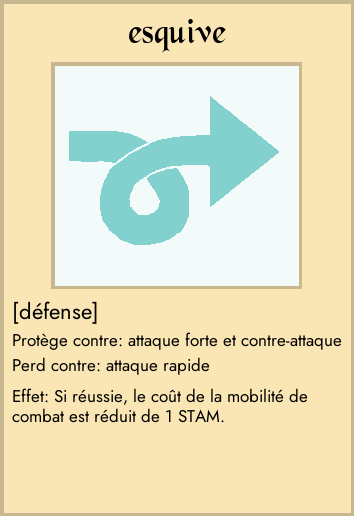 esquive
[défense]
Protège contre: attaque forte et contre-attaque
Perd contre: attaque rapide
Effet: Si réussie, le coût de la mobilité de
combat est réduit de 1 STAM.